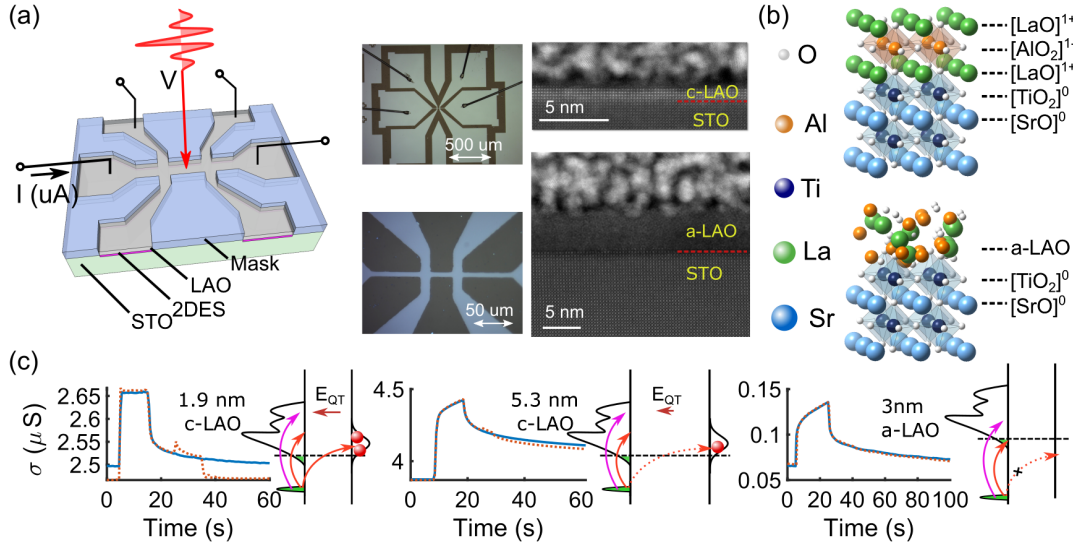 (a)
V
I (uA)
Mask
LAO
2DES
STO
500 um
50 um
c-LAO
5 nm
STO
a-LAO
STO
5 nm
(b)
O
Al
Ti
La
Sr
[LaO]¹⁺
[AlO₂]¹⁻
[LaO]¹⁺
[TiO₂]⁰
[SrO]⁰
a-LAO
[TiO₂]⁰
[SrO]⁰
(c)
σ (μS)
2.65
2.6
2.55
2.5
0 20 40 60
Time (s)
1.9 nm
c-LAO
E_QT
4.5
4
0 20 40 60
Time (s)
5.3 nm
c-LAO
E_QT
0.15
0.1
0.05
0 20 40 60 80 100
Time (s)
3nm
a-LAO
x